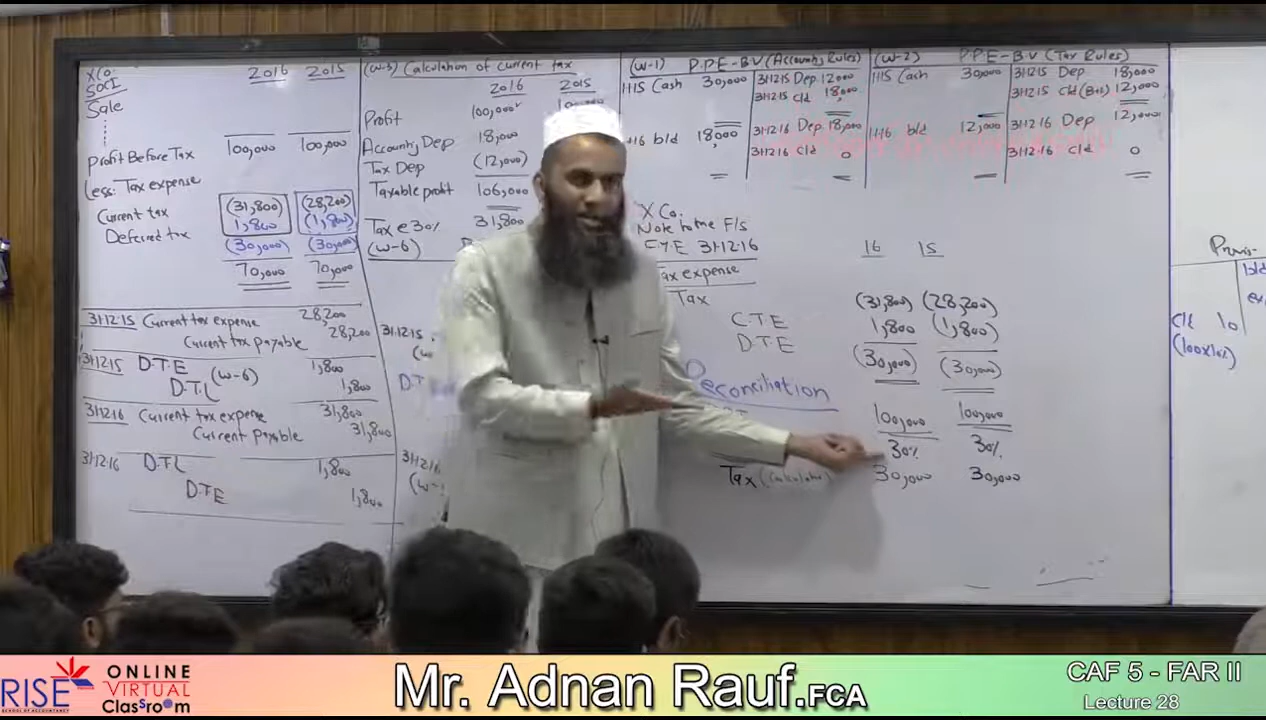 X Co.
SOCI 2016 2015
Sale
Profit Before Tax 100,000 100,000
Less: Tax expense
Current tax (31,800) (28,200)
Deferred tax 1,800 (1,800)
(30,000) (30,000)
70,000 70,000
31·12·15 Current tax expense 28,200
Current tax payable 28,200
31·12·15 D.T.E (W-6) 1,800
D.T.L 1,800
31·12·16 Current tax expense 31,800
Current payable 31,800
31·12·16 D.T.L 1,800
D.T.E 1,800
(W-3) Calculation of current tax
2016 2015
Profit 100,000
Accounting Dep 18,000
Tax Dep (12,000)
Taxable profit 106,000
Tax @ 30% 31,800
(W-6)
31·12·15
31·12·16
(W-1) P.P.E - B.V (Accounting Rules)
1·1·15 Cash 30,000 31·12·15 Dep 12,000
31·12·15 c/d 18,000
b/d 18,000 31·12·16 Dep 18,000
31·12·16 c/d 0
(W-2) P.P.E - B.V (Tax Rules)
1·1·15 Cash 30,000 31·12·15 Dep 18,000
31·12·15 c/d 12,000
1·1·16 b/d 12,000 31·12·16 Dep 12,000
31·12·16 c/d 0
X Co.
Note to the F/s
C.Y.E 31·12·16 16 15
Tax expense
Tax
C.T.E (31,800) (28,200)
D.T.E 1,800 (1,800)
(30,000) (30,000)
Reconciliation
100,000 100,000
30% 30%
Tax 30,000 30,000
b/d
c/d 10
(100x10%)
RISE
SCHOOL OF ACCOUNTANCY
ONLINE
VIRTUAL
Classroom
Mr. Adnan Rauf.FCA
CAF 5 - FAR II
Lecture 28